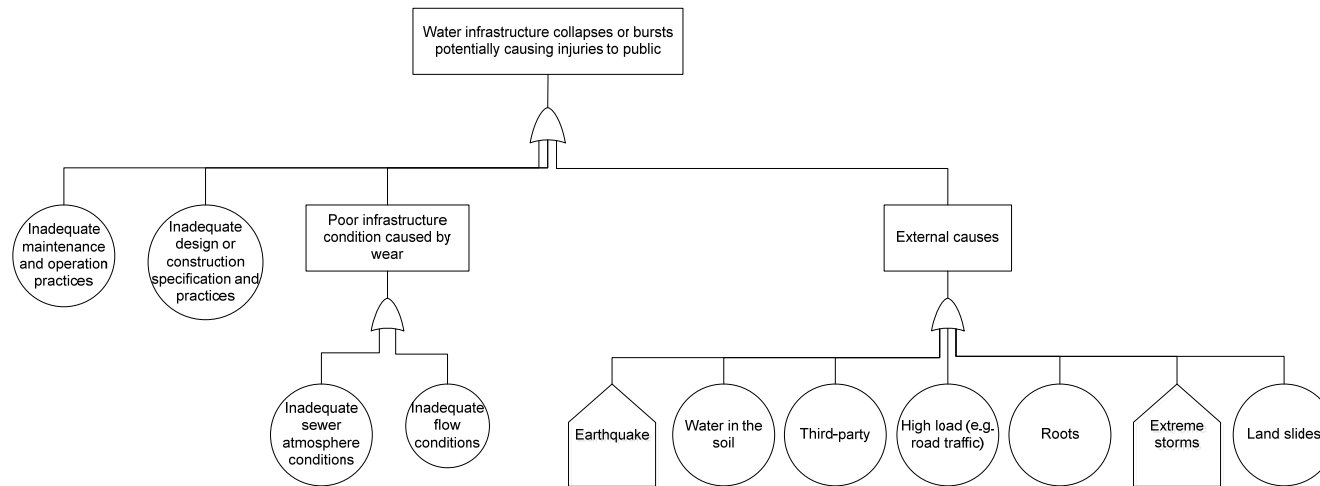 Water infrastructure collapses or bursts
potentially causing injuries to public
Inadequate
maintenance
and operation
practices
Inadequate
design or
construction
specification and
practices
Poor infrastructure
condition caused by
wear
External causes
Inadequate
sewer
atmosphere
conditions
Inadequate
flow
conditions
Earthquake
Water in the
soil
Third-party
High load (e.g.
road traffic)
Roots
Extreme
storms
Land slides